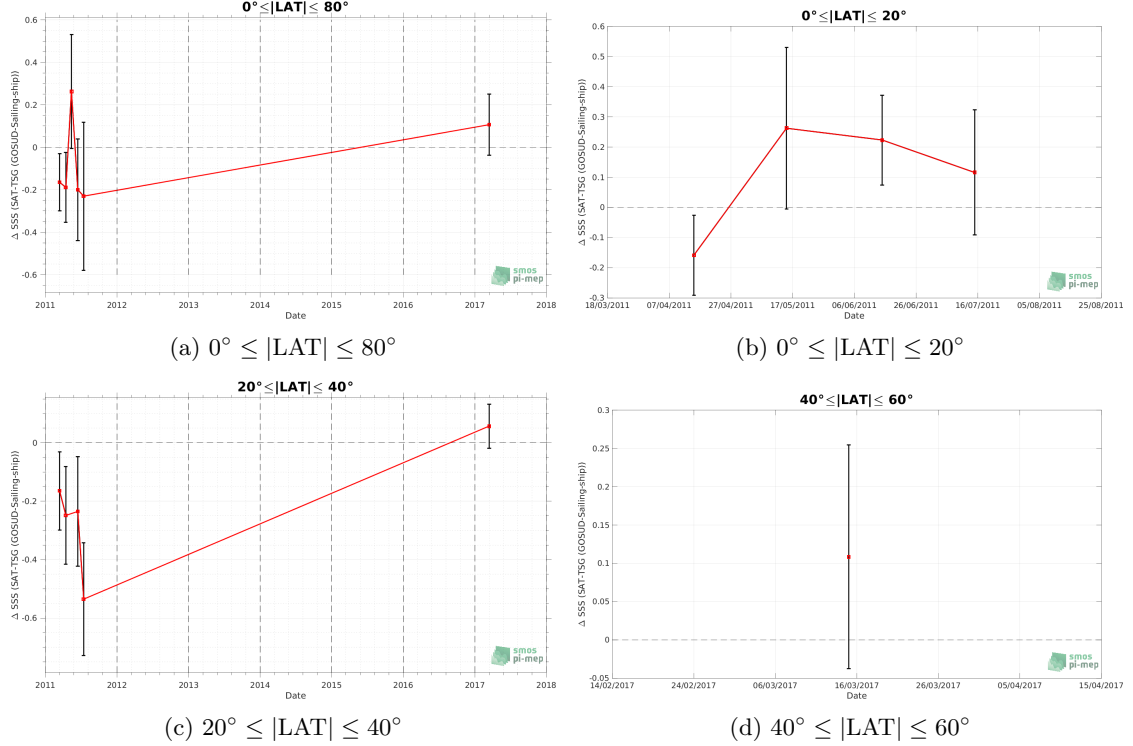 0°≤|LAT|≤ 80°
Δ SSS (SAT-TSG (GOSUD-Sailing-ship))
0.6
0.4
0.2
0
-0.2
-0.4
-0.6
2011 2012 2013 2014 2015 2016 2017 2018
Date
smos
pi-mep
(a) 0° ≤ |LAT| ≤ 80°
0°≤|LAT|≤ 20°
Δ SSS (SAT-TSG (GOSUD-Sailing-ship))
0.6
0.5
0.4
0.3
0.2
0.1
0
-0.1
-0.2
-0.3
18/03/2011 07/04/2011 27/04/2011 17/05/2011 06/06/2011 26/06/2011 16/07/2011 05/08/2011 25/08/2011
Date
smos
pi-mep
(b) 0° ≤ |LAT| ≤ 20°
20°≤|LAT|≤ 40°
Δ SSS (SAT-TSG (GOSUD-Sailing-ship))
0
-0.2
-0.4
-0.6
2011 2012 2013 2014 2015 2016 2017 2018
Date
smos
pi-mep
(c) 20° ≤ |LAT| ≤ 40°
40°≤|LAT|≤ 60°
Δ SSS (SAT-TSG (GOSUD-Sailing-ship))
0.3
0.25
0.2
0.15
0.1
0.05
0
-0.05
14/02/2017 24/02/2017 06/03/2017 16/03/2017 26/03/2017 05/04/2017 15/04/2017
Date
smos
pi-mep
(d) 40° ≤ |LAT| ≤ 60°